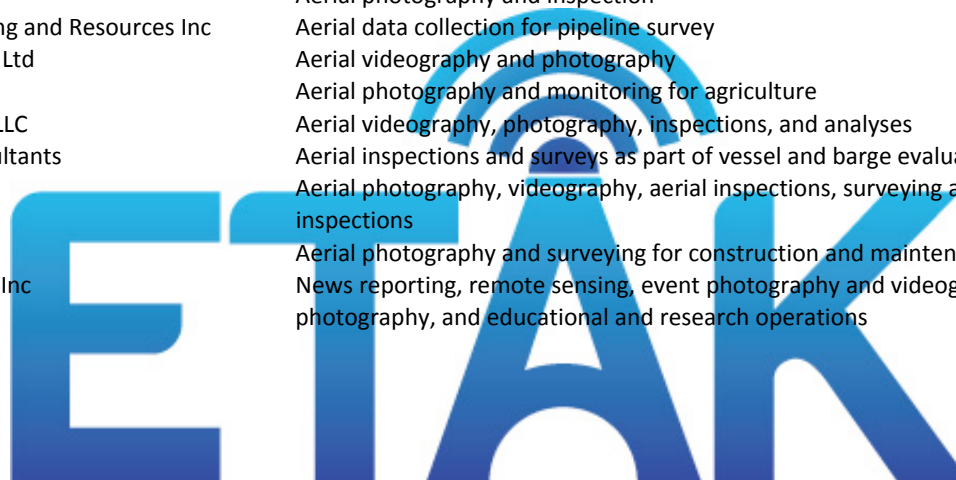 Aerial photography and inspection
ng and Resources Inc Aerial data collection for pipeline survey
Ltd Aerial videography and photography
Aerial photography and monitoring for agriculture
LLC Aerial videography, photography, inspections, and analyses
ultants Aerial inspections and surveys as part of vessel and barge evalua
Aerial photography, videography, aerial inspections, surveying a
inspections
Aerial photography and surveying for construction and mainten
Inc News reporting, remote sensing, event photography and videog
photography, and educational and research operations
ETAK